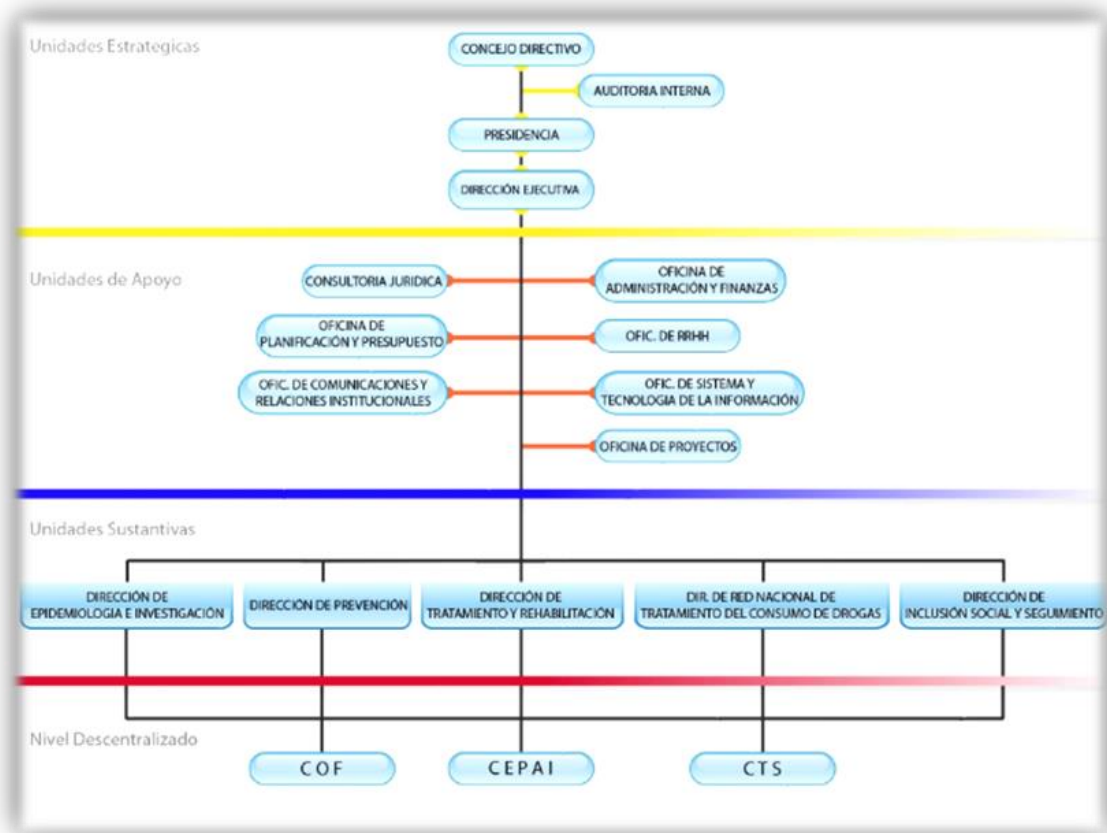 Unidades Estrategicas
CONCEJO DIRECTIVO
AUDITORIA INTERNA
PRESIDENCIA
DIRECCIÓN EJECUTIVA
Unidades de Apoyo
CONSULTORIA JURIDICA
OFICINA DE
ADMINISTRACIÓN Y FINANZAS
OFICINA DE
PLANIFICACIÓN Y PRESUPUESTO
OFIC. DE RRHH
OFIC. DE COMUNICACIONES Y
RELACIONES INSTITUCIONALES
OFIC. DE SISTEMA Y
TECNOLOGIA DE LA INFORMACIÓN
OFICINA DE PROYECTOS
Unidades Sustantivas
DIRECCIÓN DE
EPIDEMIOLOGIA E INVESTIGACIÓN
DIRECCIÓN DE PREVENCIÓN
DIRECCIÓN DE
TRATAMIENTO Y REHABILITACIÓN
DIR. DE RED NACIONAL DE
TRATAMIENTO DEL CONSUMO DE DROGAS
DIRECCIÓN DE
INCLUSIÓN SOCIAL Y SEGUIMIENTO
Nivel Descentralizado
COF
CEPAI
CTS